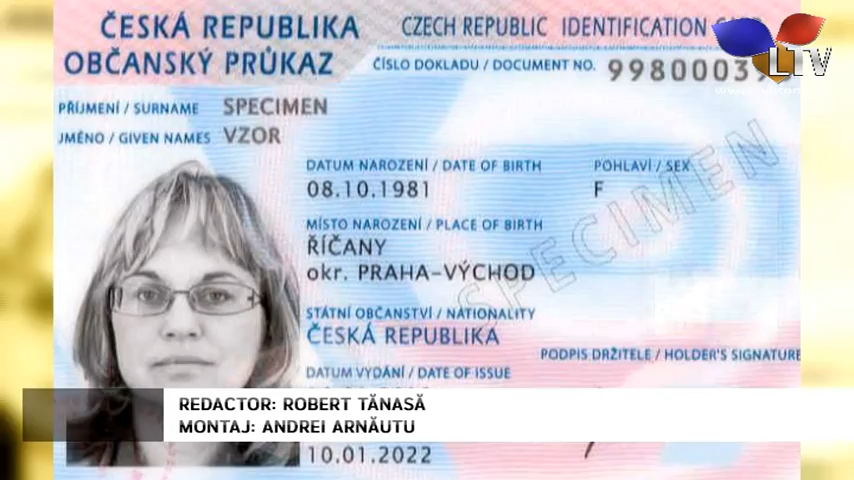 ČESKÁ REPUBLIKA
CZECH REPUBLIC IDENTIFICATION
OBČANSKÝ PRŮKAZ
ČÍSLO DOKLADU / DOCUMENT NO.
LTV
PŘÍJMENÍ / SURNAME SPECIMEN
JMÉNO / GIVEN NAMES VZOR
DATUM NAROZENÍ / DATE OF BIRTH
POHLAVÍ / SEX
08.10.1981
F
MÍSTO NAROZENÍ / PLACE OF BIRTH
ŘÍČANY
okr. PRAHA-VÝCHOD
SPECIMEN
STÁTNÍ OBČANSTVÍ / NATIONALITY
ČESKÁ REPUBLIKA
PODPIS DRŽITELE / HOLDER'S SIGNATURE
DATUM VYDÁNÍ / DATE OF ISSUE
REDACTOR: ROBERT TĂNASĂ
MONTAJ: ANDREI ARNĂUTU
10.01.2022